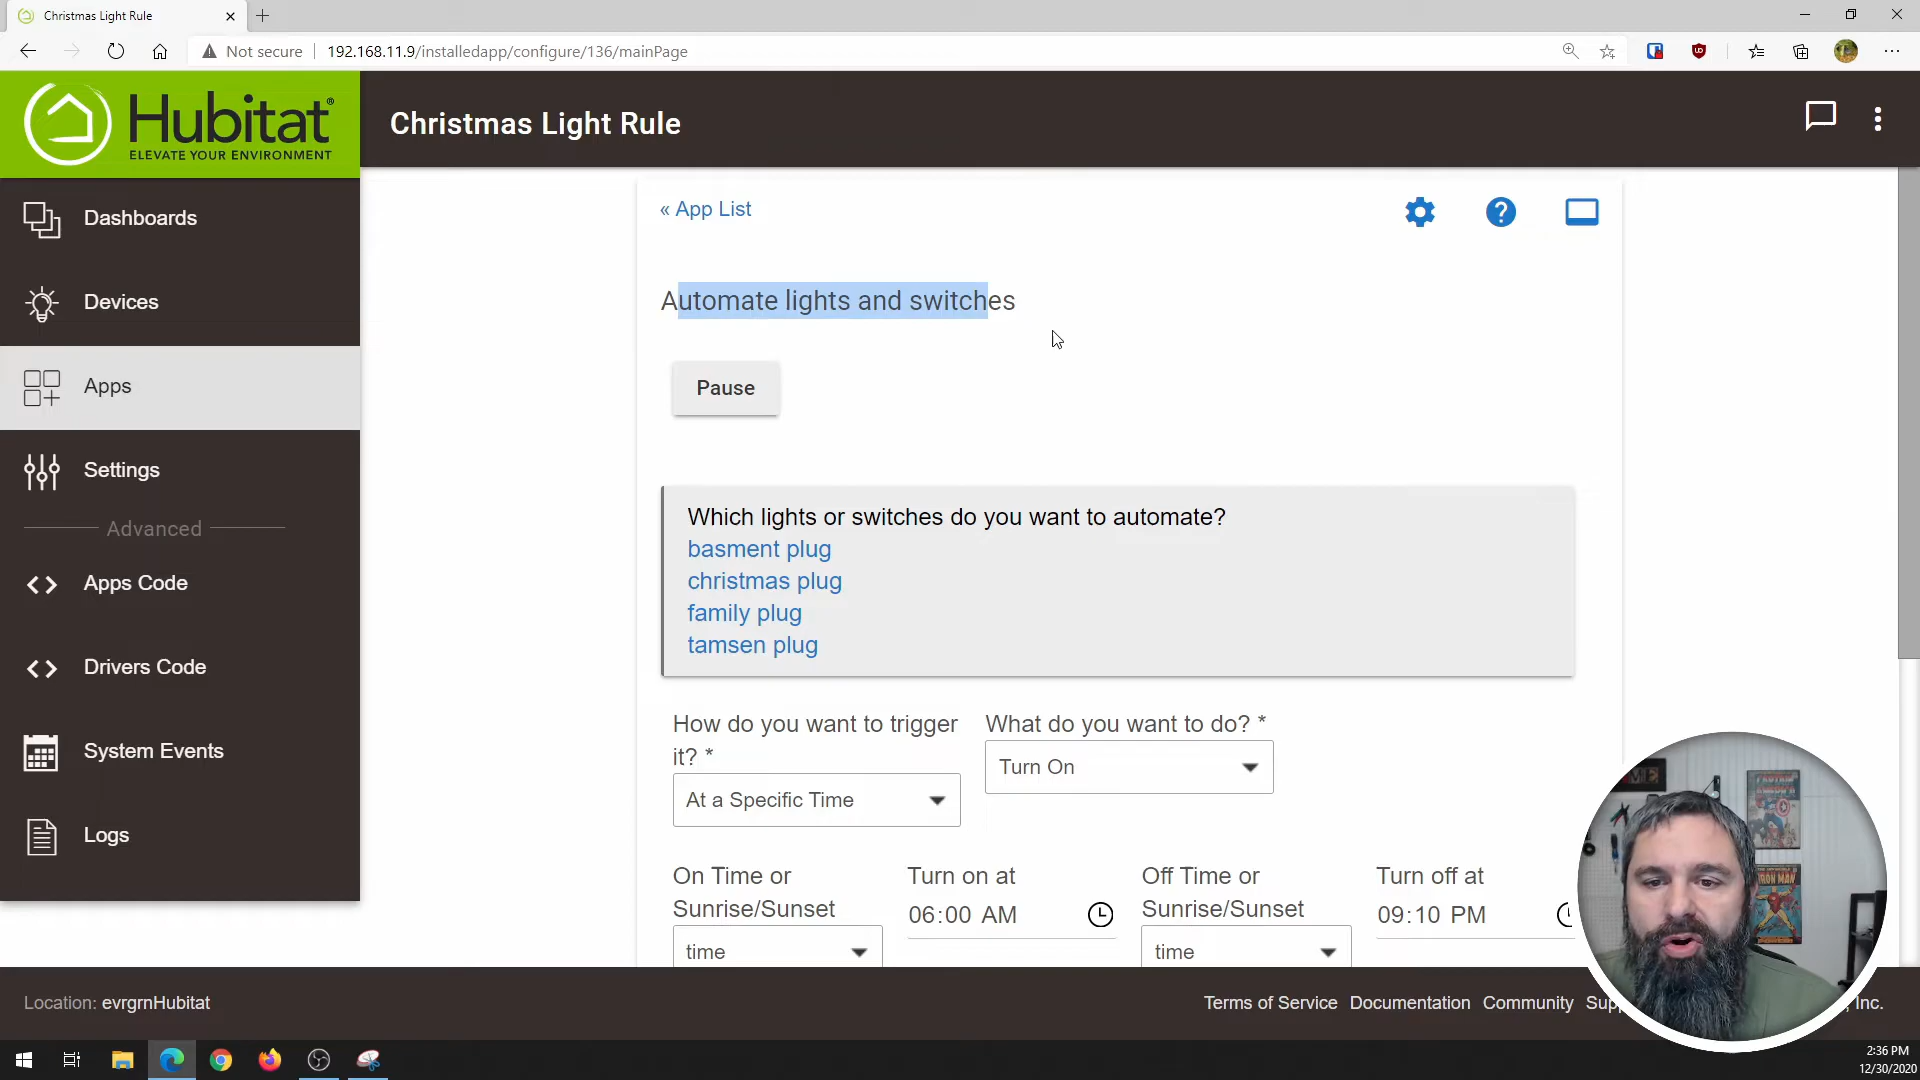 Christmas Light Rule
Not secure 192.168.11.9/installedapp/configure/136/mainPage
Hubitat®
ELEVATE YOUR ENVIRONMENT
Christmas Light Rule
Dashboards
Devices
Apps
Settings
Advanced
Apps Code
Drivers Code
System Events
Logs
« App List
Automate lights and switches
Pause
Which lights or switches do you want to automate?
basment plug
christmas plug
family plug
tamsen plug
How do you want to trigger
it? *
At a Specific Time
What do you want to do? *
Turn On
On Time or
Sunrise/Sunset
time
Turn on at
06:00 AM
Off Time or
Sunrise/Sunset
time
Turn off at
09:10 PM
IRON MAN
Location: evrgrnHubitat
Terms of Service Documentation Community Inc.
2:36 PM
12/30/2020